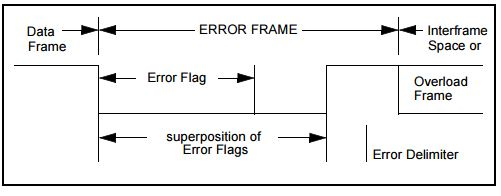 Data
Frame
ERROR FRAME
Interframe
Space or
Error Flag
Overload
Frame
superposition of
Error Flags
Error Delimiter